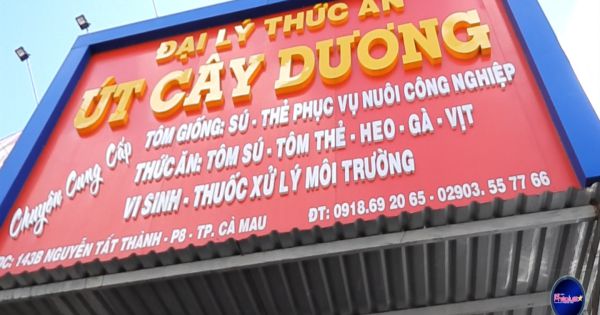 ĐẠI LÝ THỨC ĂN
ÚT CÂY DƯƠNG
Chuyên Cung Cấp
TÔM GIỐNG: SÚ - THẺ PHỤC VỤ NUÔI CÔNG NGHIỆP
THỨC ĂN: TÔM SÚ - TÔM THẺ - HEO - GÀ - VỊT
VI SINH - THUỐC XỬ LÝ MÔI TRƯỜNG
ĐC: 143B NGUYỄN TẤT THÀNH - P8 - TP. CÀ MAU
ĐT: 0918.69 20 65 - 02903. 55 77 66